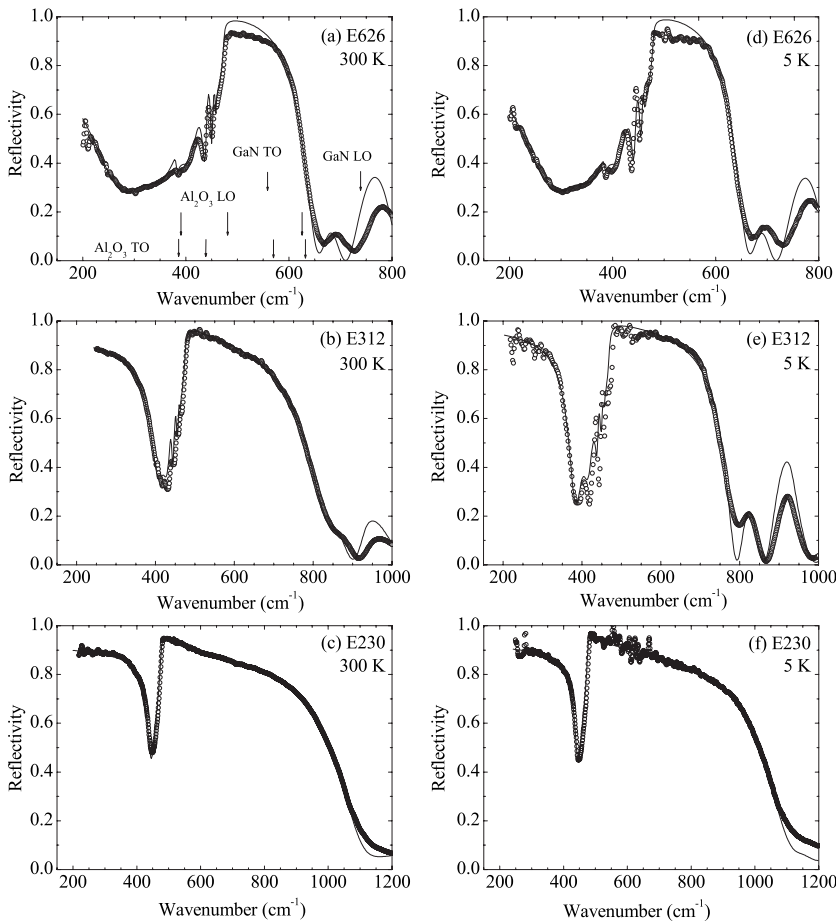 (a) E626
300 K
GaN TO
GaN LO
Al2O3 LO
Al2O3 TO
Reflectivity
1.0
0.8
0.6
0.4
0.2
0.0
200 400 600 800
Wavenumber (cm-1)
(d) E626
5 K
Reflectivity
1.0
0.8
0.6
0.4
0.2
0.0
200 400 600 800
Wavenumber (cm-1)
(b) E312
300 K
Reflectivity
1.0
0.8
0.6
0.4
0.2
0.0
200 400 600 800 1000
Wavenumber (cm-1)
(e) E312
5 K
Reflectivilty
1.0
0.8
0.6
0.4
0.2
0.0
200 400 600 800 1000
Wavenumber (cm-1)
(c) E230
300 K
Reflectivity
1.0
0.8
0.6
0.4
0.2
0.0
200 400 600 800 1000 1200
Wavenumber (cm-1)
(f) E230
5 K
Reflectivity
1.0
0.8
0.6
0.4
0.2
0.0
200 400 600 800 1000 1200
Wavenumber (cm-1)